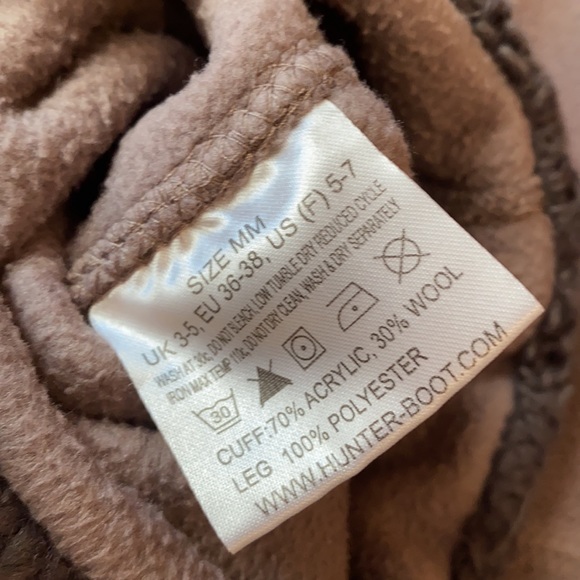 SIZE MM
UK 3-5, EU 36-38, US (F) 5-7
WASH AT 30c, DO NOT BLEACH, LOW TUMBLE DRY REDUCED CYCLE
IRON MAX TEMP 110c, DO NOT DRY CLEAN, WASH & DRY SEPARATELY
30
CUFF:70% ACRYLIC, 30% WOOL
LEG 100% POLYESTER
WWW.HUNTER-BOOT.COM